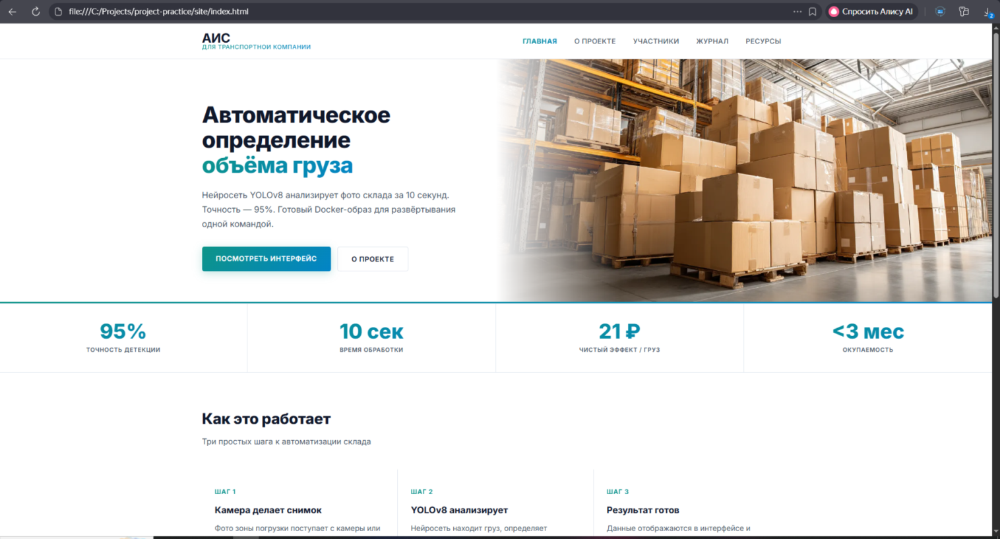 file:///C:/Projects/project-practice/site/index.html
Спросить Алису AI
2
АИС
ДЛЯ ТРАНСПОРТНОЙ КОМПАНИИ
ГЛАВНАЯ
О ПРОЕКТЕ
УЧАСТНИКИ
ЖУРНАЛ
РЕСУРСЫ
Автоматическое
определение
объёма груза
Нейросеть YOLOv8 анализирует фото склада за 10 секунд.
Точность — 95%. Готовый Docker-образ для развёртывания
одной командой.
ПОСМОТРЕТЬ ИНТЕРФЕЙС
О ПРОЕКТЕ
95%
ТОЧНОСТЬ ДЕТЕКЦИИ
10 сек
ВРЕМЯ ОБРАБОТКИ
21 ₽
ЧИСТЫЙ ЭФФЕКТ / ГРУЗ
<3 мес
ОКУПАЕМОСТЬ
Как это работает
Три простых шага к автоматизации склада
ШАГ 1
Камера делает снимок
Фото зоны погрузки поступает с камеры или
ШАГ 2
YOLOv8 анализирует
Нейросеть находит груз, определяет
ШАГ 3
Результат готов
Данные отображаются в интерфейсе и